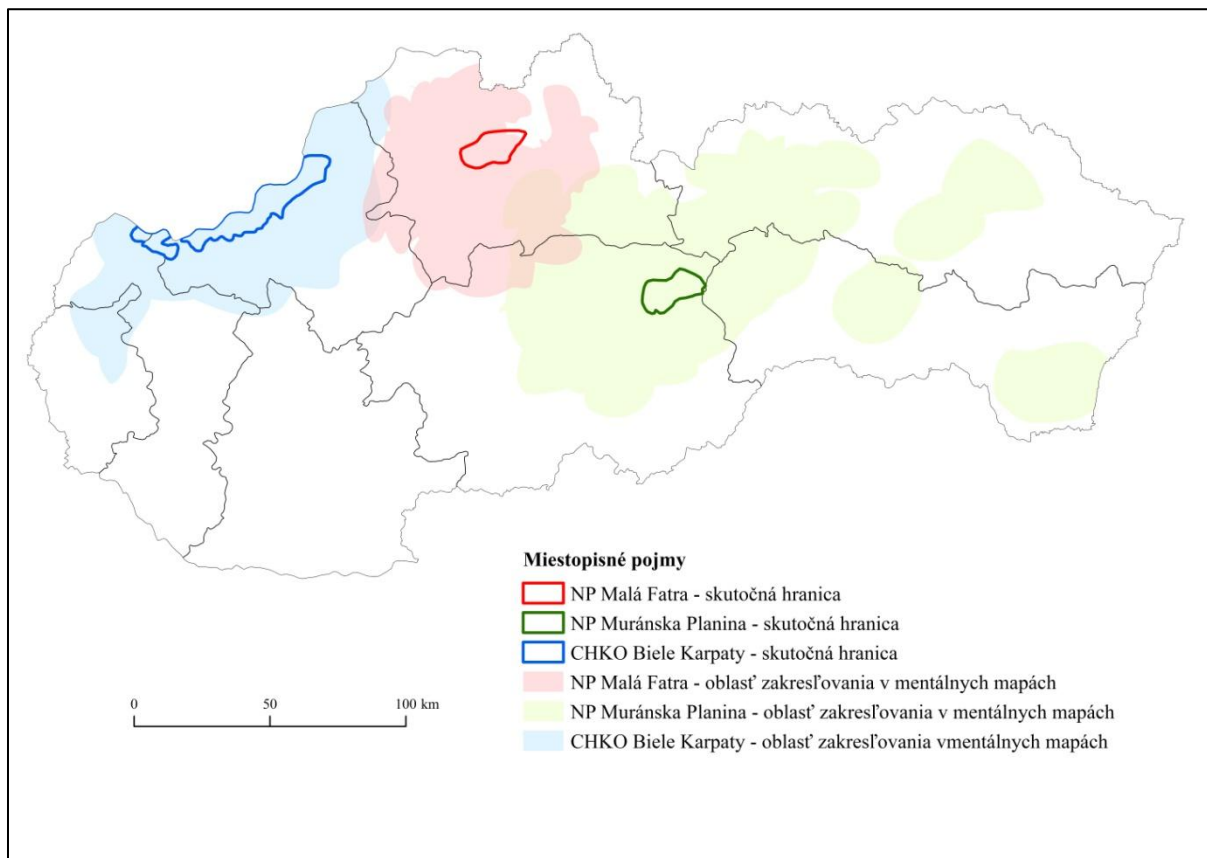 Miestopisné pojmy
NP Malá Fatra - skutočná hranica
NP Muránska Planina - skutočná hranica
CHKO Biele Karpaty - skutočná hranica
NP Malá Fatra - oblasť zakresľovania v mentálnych mapách
NP Muránska Planina - oblasť zakresľovania v mentálnych mapách
CHKO Biele Karpaty - oblasť zakresľovania vmentálnych mapách
0 50 100 km